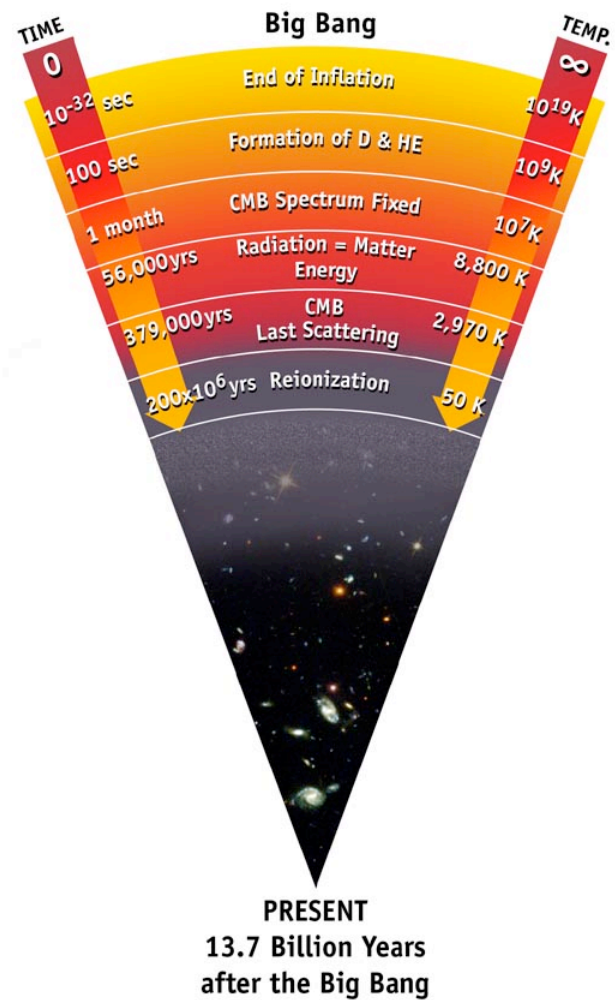 TIME Big Bang TEMP.
0 ∞
10⁻³² sec End of Inflation 10¹⁹K
100 sec Formation of D & HE 10⁹K
1 month CMB Spectrum Fixed 10⁷K
56,000yrs Radiation = Matter 8,800 K
Energy
379,000yrs CMB 2,970 K
Last Scattering
200x10⁶yrs Reionization 50 K
PRESENT
13.7 Billion Years
after the Big Bang